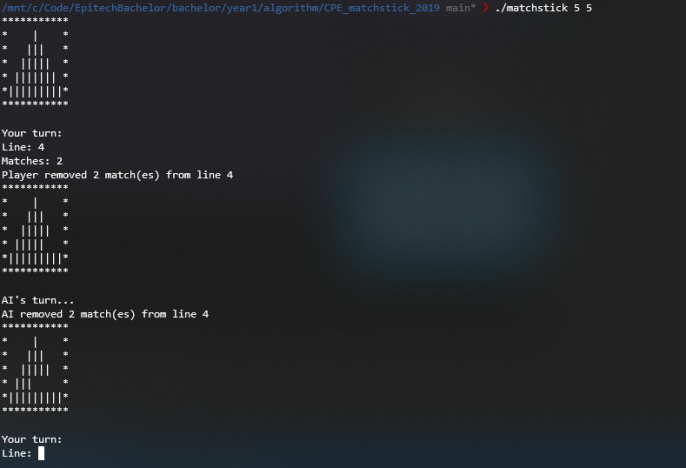 /mnt/c/Code/EpitechBachelor/bachelor/year1/algorithm/CPE_matchstick_2019 main* ❯ ./matchstick 5 5
***********
*    |    *
*   |||   *
*  |||||  *
* ||||||| *
*|||||||||*
***********

Your turn:
Line: 4
Matches: 2
Player removed 2 match(es) from line 4
***********
*    |    *
*   |||   *
*  |||||  *
* |||||   *
*|||||||||*
***********

AI's turn...
AI removed 2 match(es) from line 4
***********
*    |    *
*   |||   *
*  |||||  *
* |||     *
*|||||||||*
***********

Your turn:
Line: